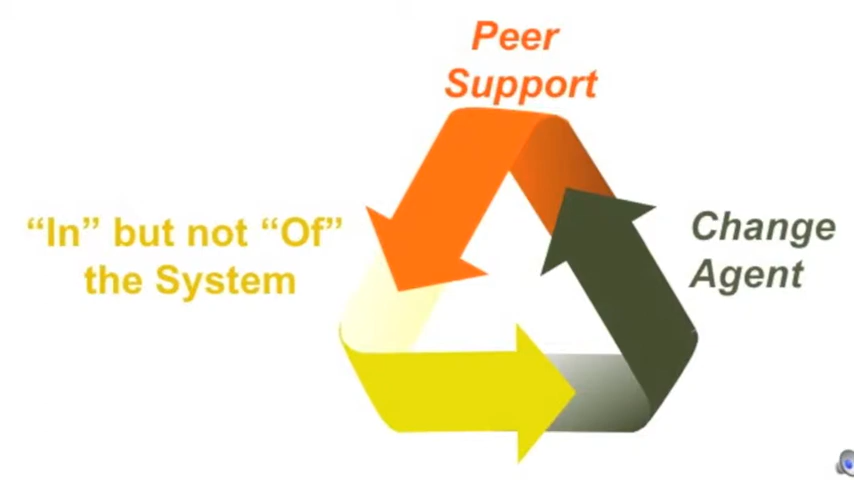 Peer
Support
“In” but not “Of”
the System
Change
Agent